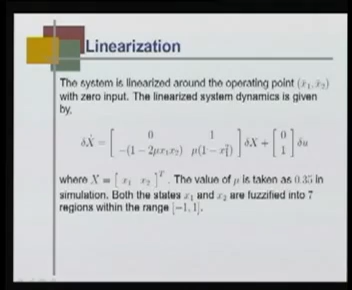 Linearization
The system is linearized around the operating point (x₁, x₂)
with zero input. The linearized system dynamics is given
by,
δẊ = [ 0 1 ; −(1 − 2μx₁x₂) μ(1 − x₁²) ] δX + [ 0 ; 1 ] δu
where X = [ x₁ x₂ ]ᵀ. The value of μ is taken as 0.35 in
simulation. Both the states x₁ and x₂ are fuzzified into 7
regions within the range [−1, 1].